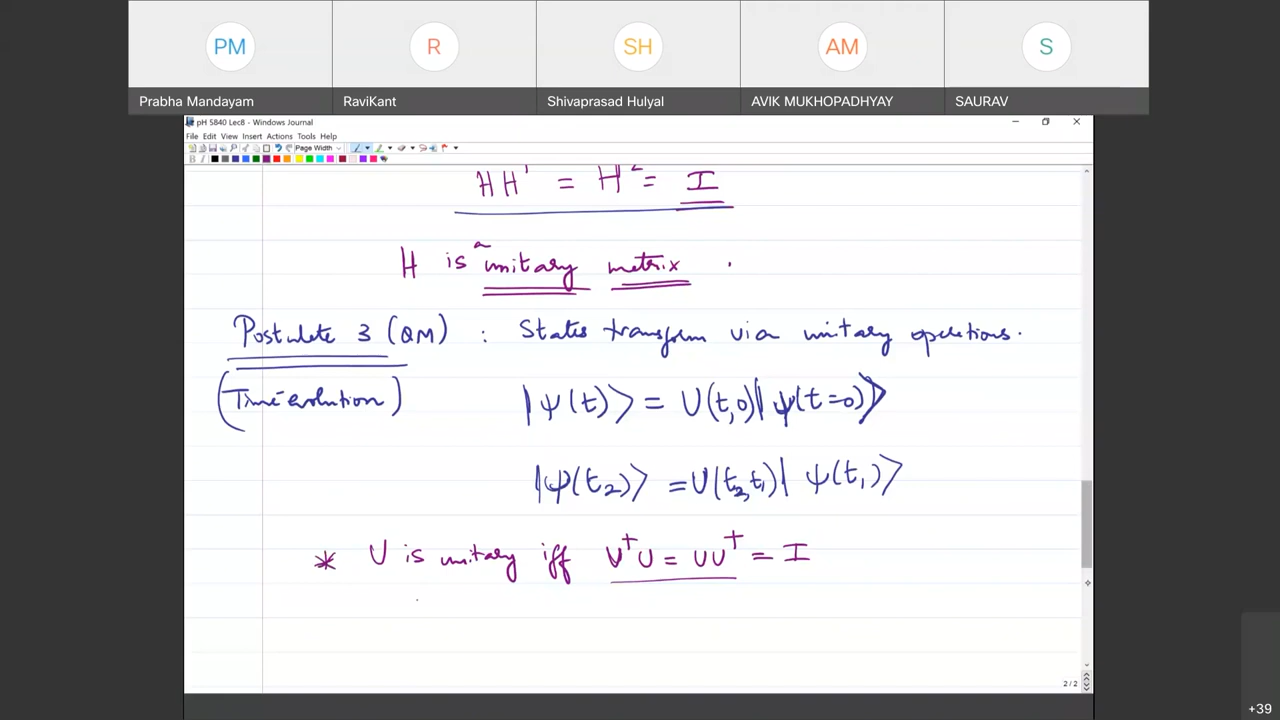 PM R SH AM S
Prabha Mandayam RaviKant Shivaprasad Hulyal AVIK MUKHOPADHYAY SAURAV
pH 5840 Lec8 - Windows Journal
File Edit View Insert Actions Tools Help
Page Width
HH† = H² = I
H is a unitary metrix .
Postulate 3 (QM) : States transform via unitary operations.
(Time-evolution) |ψ(t)⟩ = U(t,0)|ψ(t=0)⟩
|ψ(t₂)⟩ = U(t₂,t₁)|ψ(t₁)⟩
* U is unitary iff U†U = UU† = I
2/2
+39